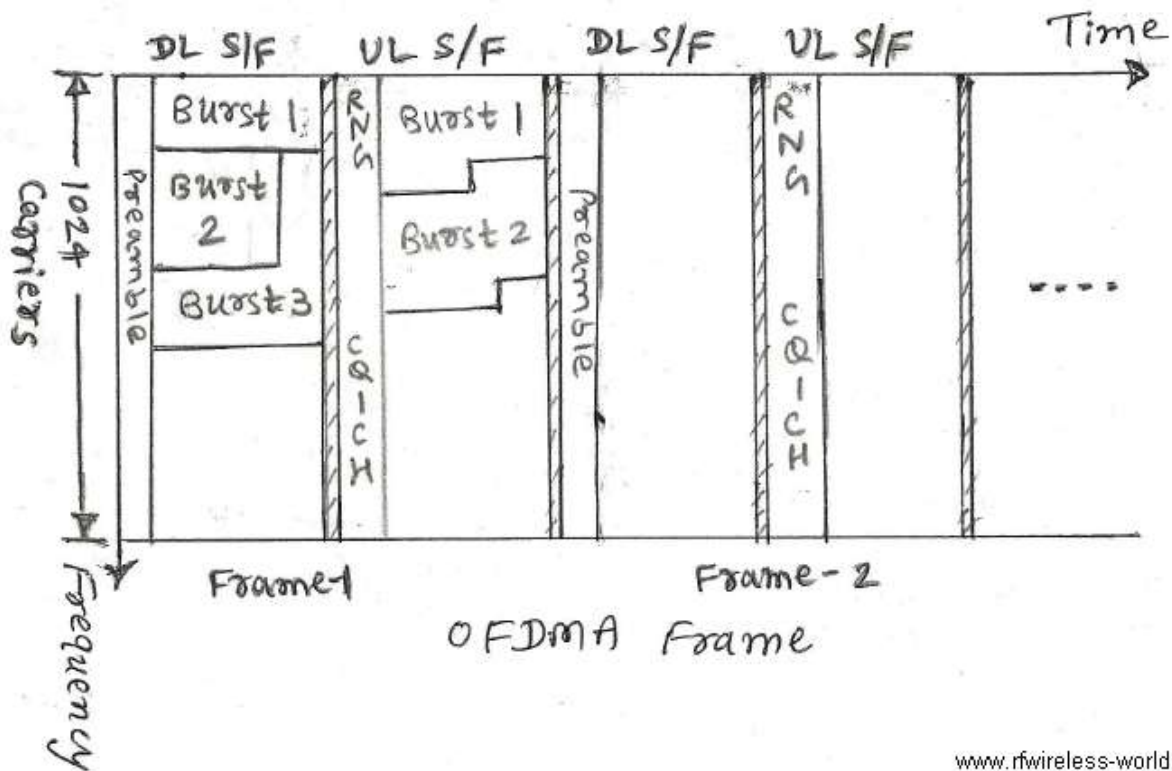 DL S/F UL S/F DL S/F UL S/F Time
1024
Carriers
Preamble
Burst 1
Burst
2
Burst 3
RNG
CQICH
Burst 1
Burst 2
Preamble
RNG
CQICH
....
Frequency
Frame-1 Frame-2
OFDMA Frame
www.rfwireless-world